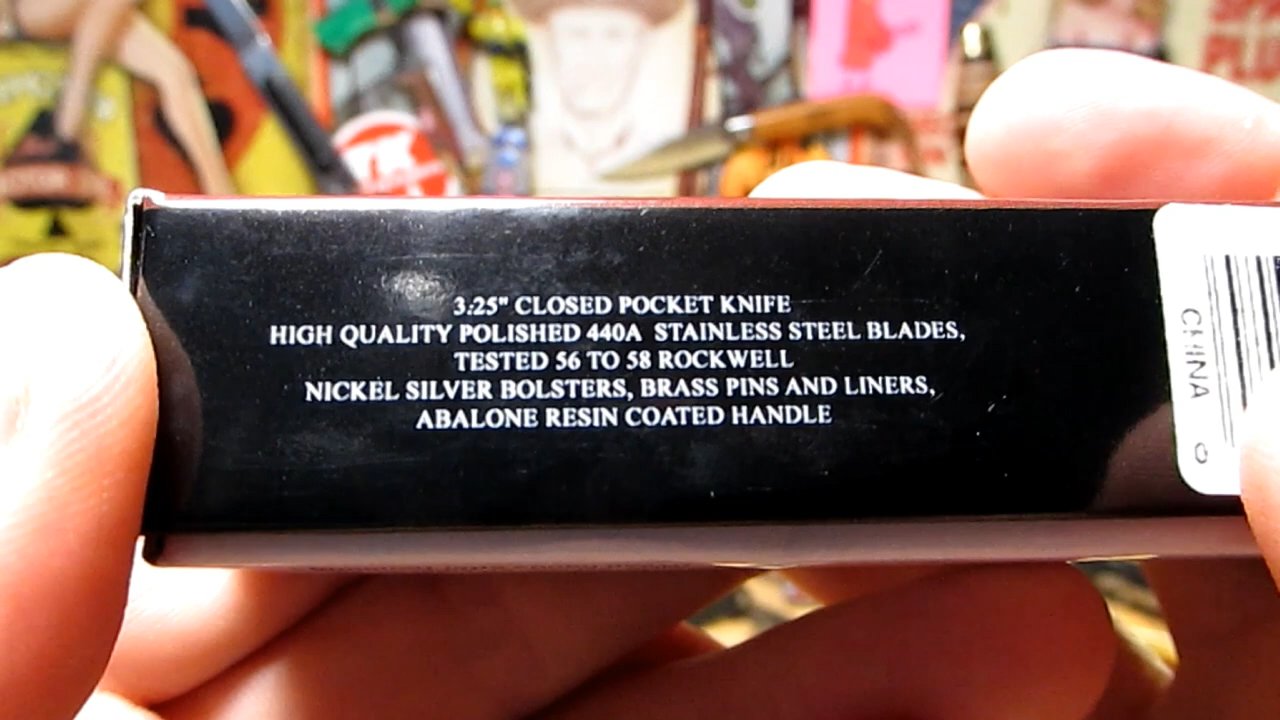 3.25" CLOSED POCKET KNIFE
HIGH QUALITY POLISHED 440A STAINLESS STEEL BLADES,
TESTED 56 TO 58 ROCKWELL
NICKEL SILVER BOLSTERS, BRASS PINS AND LINERS,
ABALONE RESIN COATED HANDLE
CHINA 0